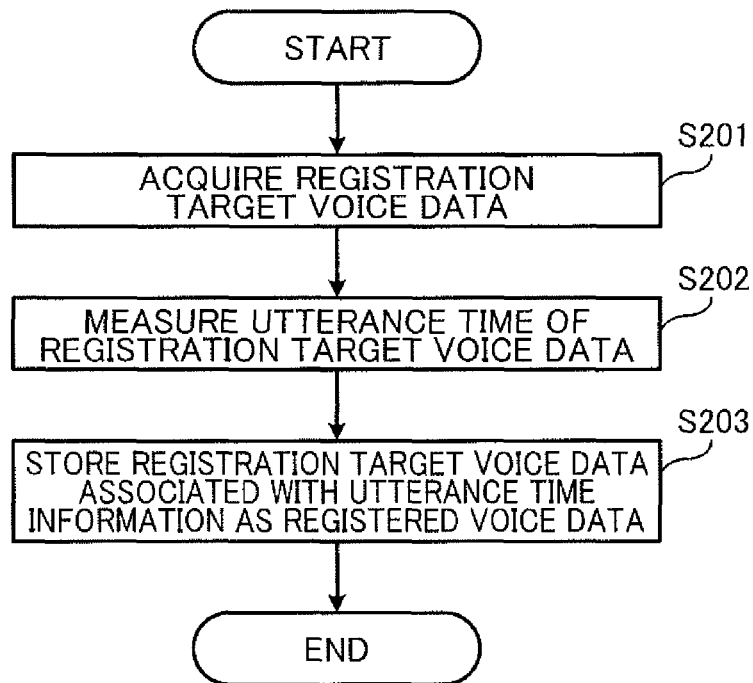 START
S201
ACQUIRE REGISTRATION
TARGET VOICE DATA
S202
MEASURE UTTERANCE TIME OF
REGISTRATION TARGET VOICE DATA
S203
STORE REGISTRATION TARGET VOICE DATA
ASSOCIATED WITH UTTERANCE TIME
INFORMATION AS REGISTERED VOICE DATA
END